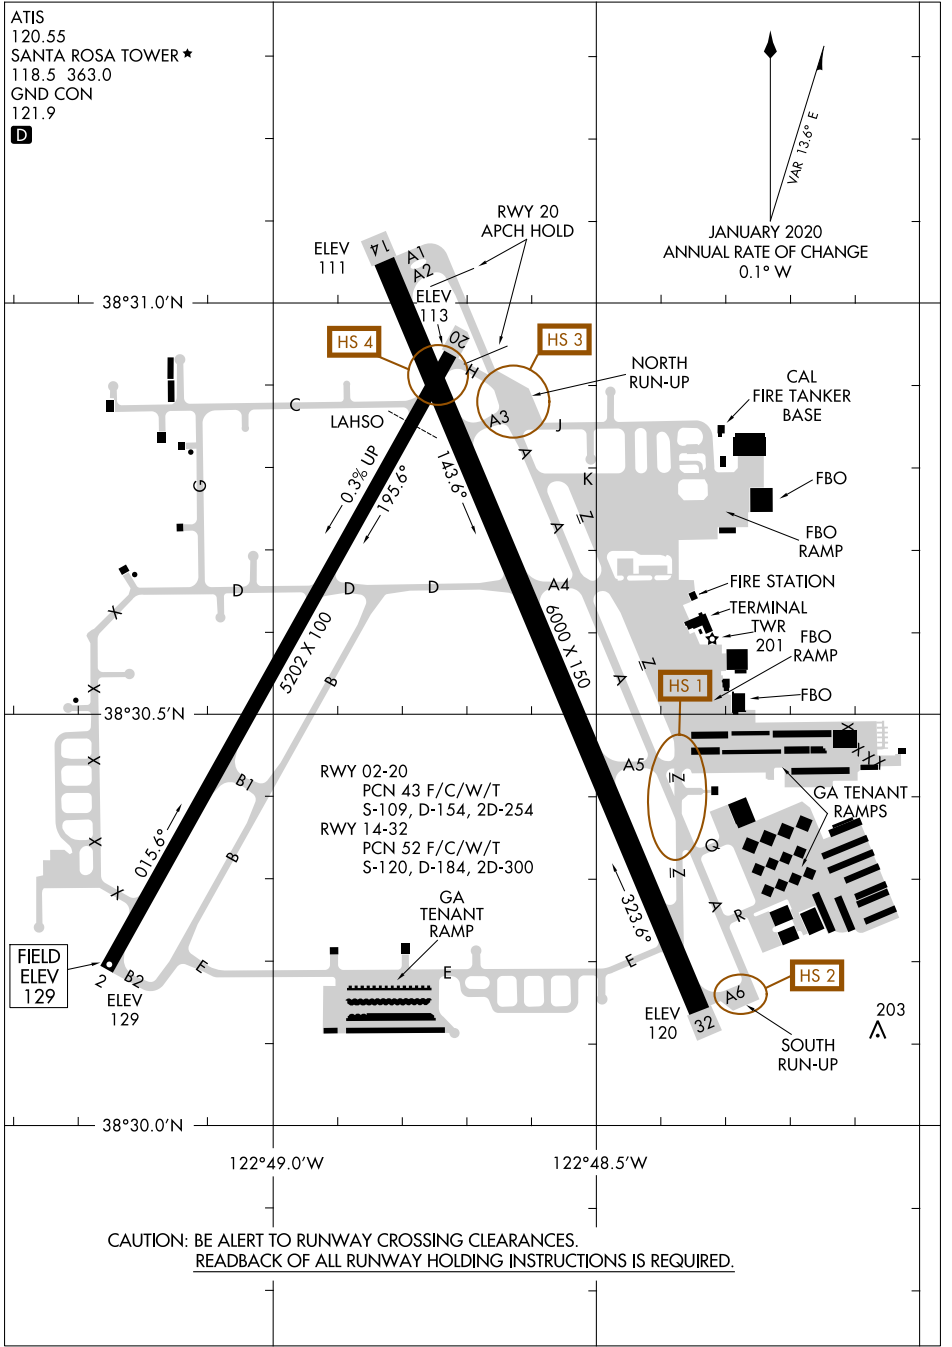 ATIS
120.55
SANTA ROSA TOWER ★
118.5 363.0
GND CON
121.9
D
VAR 13.6° E
JANUARY 2020
ANNUAL RATE OF CHANGE
0.1° W
RWY 20
APCH HOLD
ELEV
111
14
A1
A2
38°31.0'N
ELEV
113
20
HS 4
HS 3
H
NORTH
RUN-UP
CAL
FIRE TANKER
BASE
C
LAHSO
A3
J
A
0.3% UP
195.6°
143.6°
G
K
FBO
Z
A
FBO
RAMP
D
D
D
A4
FIRE STATION
X
TERMINAL
TWR
201
5202 X 100
6000 X 150
FBO
RAMP
Z
B
A
HS 1
X
FBO
38°30.5'N
X
X
X
X
X
A5
Z
B1
RWY 02-20
PCN 43 F/C/W/T
S-109, D-154, 2D-254
RWY 14-32
PCN 52 F/C/W/T
S-120, D-184, 2D-300
GA TENANT
RAMPS
015.6°
X
B
Q
Z
X
GA
TENANT
RAMP
323.6°
A
R
FIELD
ELEV
129
2
B2
ELEV
129
E
E
E
HS 2
A6
ELEV
120
32
203
SOUTH
RUN-UP
38°30.0'N
122°49.0'W
122°48.5'W
CAUTION: BE ALERT TO RUNWAY CROSSING CLEARANCES.
READBACK OF ALL RUNWAY HOLDING INSTRUCTIONS IS REQUIRED.